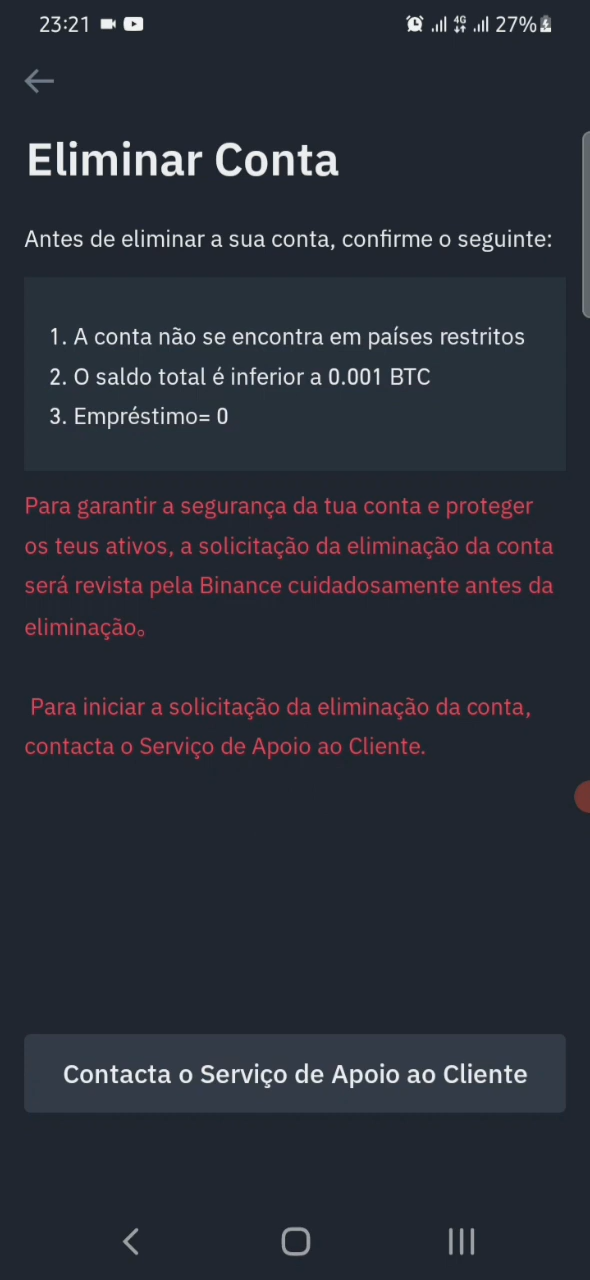 23:21 4G 27%
Eliminar Conta
Antes de eliminar a sua conta, confirme o seguinte:
1. A conta não se encontra em países restritos
2. O saldo total é inferior a 0.001 BTC
3. Empréstimo= 0
Para garantir a segurança da tua conta e proteger
os teus ativos, a solicitação da eliminação da conta
será revista pela Binance cuidadosamente antes da
eliminação。
Para iniciar a solicitação da eliminação da conta,
contacta o Serviço de Apoio ao Cliente.
Contacta o Serviço de Apoio ao Cliente